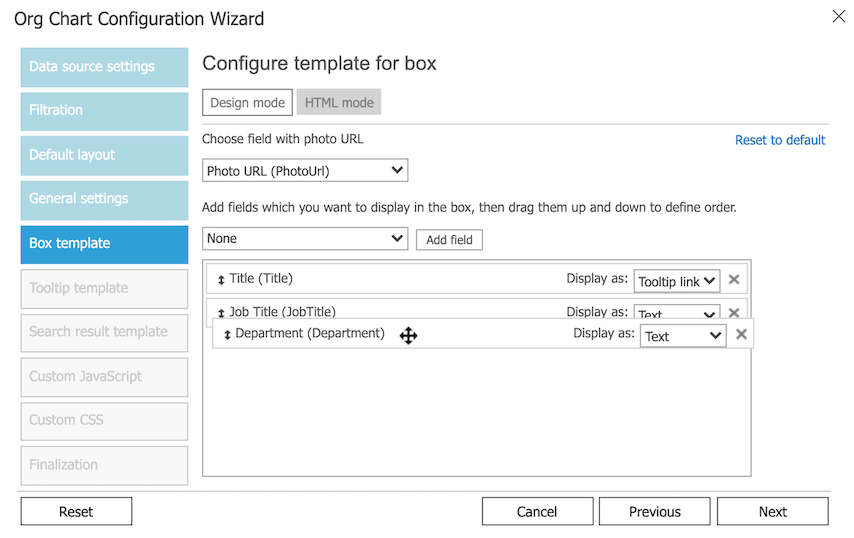 Org Chart Configuration Wizard
Data source settings
Filtration
Default layout
General settings
Box template
Tooltip template
Search result template
Custom JavaScript
Custom CSS
Finalization
Configure template for box
Design mode HTML mode
Choose field with photo URL
Reset to default
Photo URL (PhotoUrl)
Add fields which you want to display in the box, then drag them up and down to define order.
None Add field
Title (Title) Display as: Tooltip link
Job Title (JobTitle) Display as: Text
Department (Department) Display as: Text
Reset Cancel Previous Next